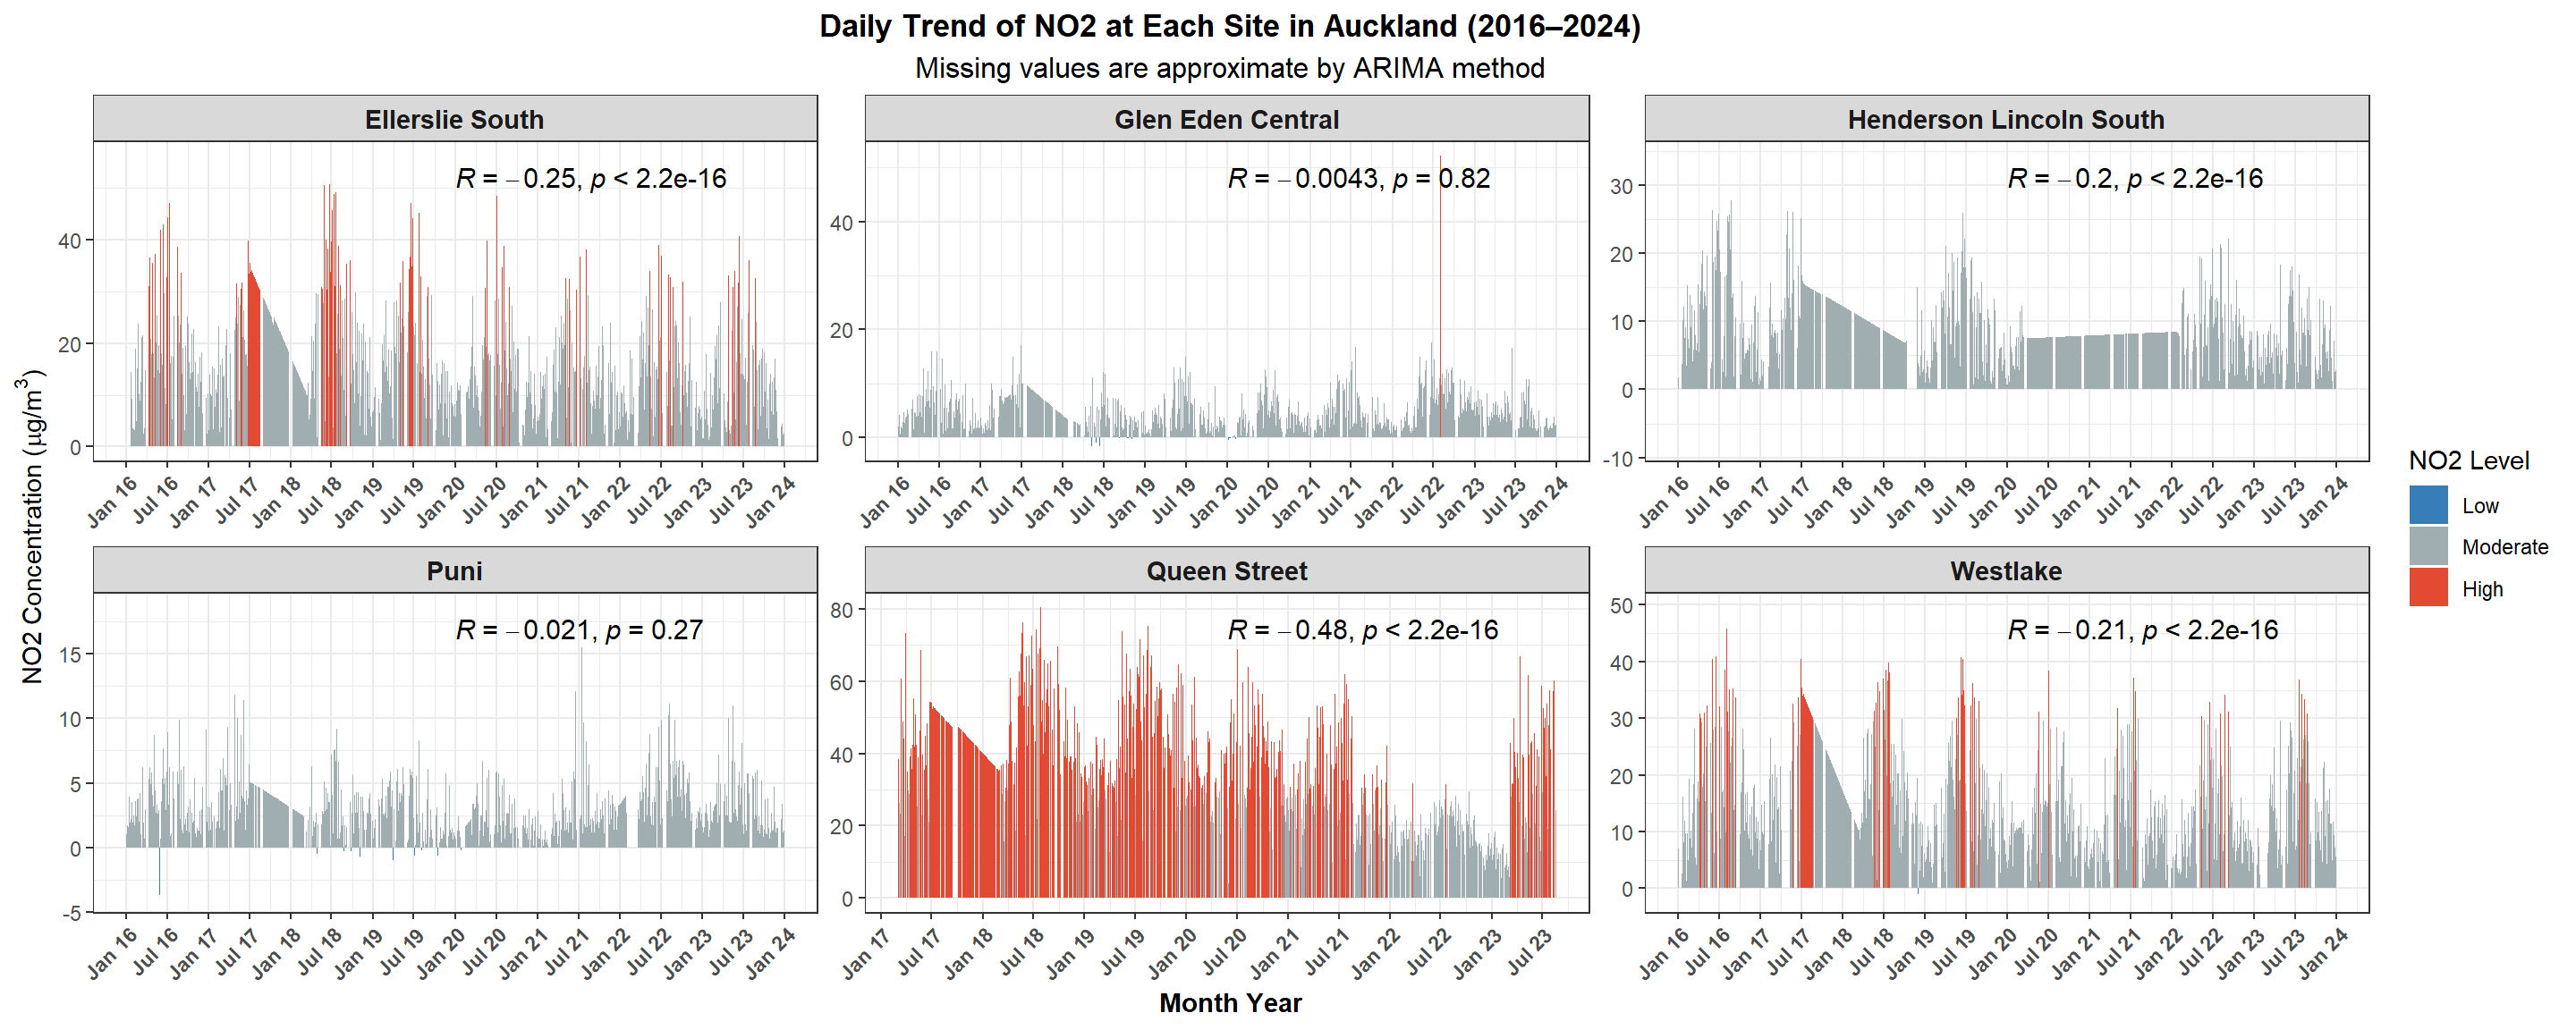 Daily Trend of NO2 at Each Site in Auckland (2016–2024)
Missing values are approximate by ARIMA method
Ellerslie South
R = −0.25, p < 2.2e-16
40
20
0
Jan 16 Jul 16 Jan 17 Jul 17 Jan 18 Jul 18 Jan 19 Jul 19 Jan 20 Jul 20 Jan 21 Jul 21 Jan 22 Jul 22 Jan 23 Jul 23 Jan 24
Glen Eden Central
R = −0.0043, p = 0.82
40
20
0
Jan 16 Jul 16 Jan 17 Jul 17 Jan 18 Jul 18 Jan 19 Jul 19 Jan 20 Jul 20 Jan 21 Jul 21 Jan 22 Jul 22 Jan 23 Jul 23 Jan 24
Henderson Lincoln South
R = −0.2, p < 2.2e-16
30
20
10
0
-10
Jan 16 Jul 16 Jan 17 Jul 17 Jan 18 Jul 18 Jan 19 Jul 19 Jan 20 Jul 20 Jan 21 Jul 21 Jan 22 Jul 22 Jan 23 Jul 23 Jan 24
NO2 Concentration (μg/m³)
Puni
R = −0.021, p = 0.27
15
10
5
0
-5
Jan 16 Jul 16 Jan 17 Jul 17 Jan 18 Jul 18 Jan 19 Jul 19 Jan 20 Jul 20 Jan 21 Jul 21 Jan 22 Jul 22 Jan 23 Jul 23 Jan 24
Queen Street
R = −0.48, p < 2.2e-16
80
60
40
20
0
Jan 17 Jul 17 Jan 18 Jul 18 Jan 19 Jul 19 Jan 20 Jul 20 Jan 21 Jul 21 Jan 22 Jul 22 Jan 23 Jul 23
Westlake
R = −0.21, p < 2.2e-16
50
40
30
20
10
0
Jan 16 Jul 16 Jan 17 Jul 17 Jan 18 Jul 18 Jan 19 Jul 19 Jan 20 Jul 20 Jan 21 Jul 21 Jan 22 Jul 22 Jan 23 Jul 23 Jan 24
Month Year
NO2 Level
Low
Moderate
High